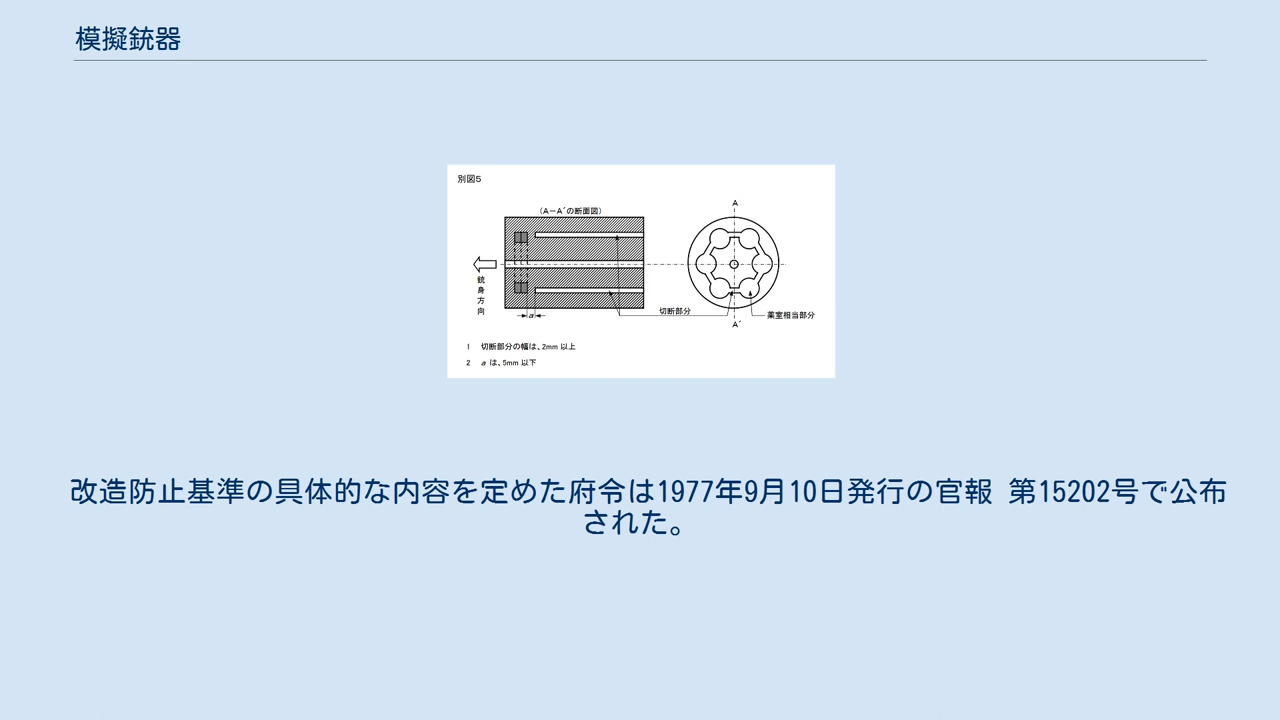 模擬銃器
別図5
(A－A´の断面図)
A
銃身方向
a
切断部分
A´
薬室相当部分
1 切断部分の幅は、2mm 以上
2 a は、5mm 以下
改造防止基準の具体的な内容を定めた府令は1977年9月10日発行の官報 第15202号で公布
された。